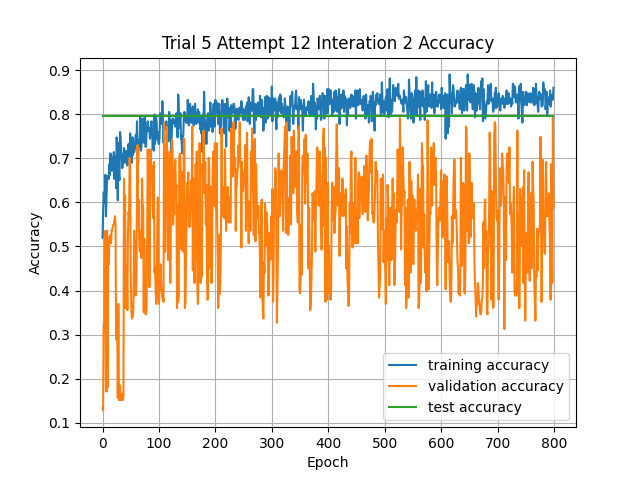 Trial 5 Attempt 12 Interation 2 Accuracy
0.9
0.8
0.7
0.6
0.5
0.4
0.3
0.2
0.1
Accuracy
training accuracy
validation accuracy
test accuracy
0 100 200 300 400 500 600 700 800
Epoch